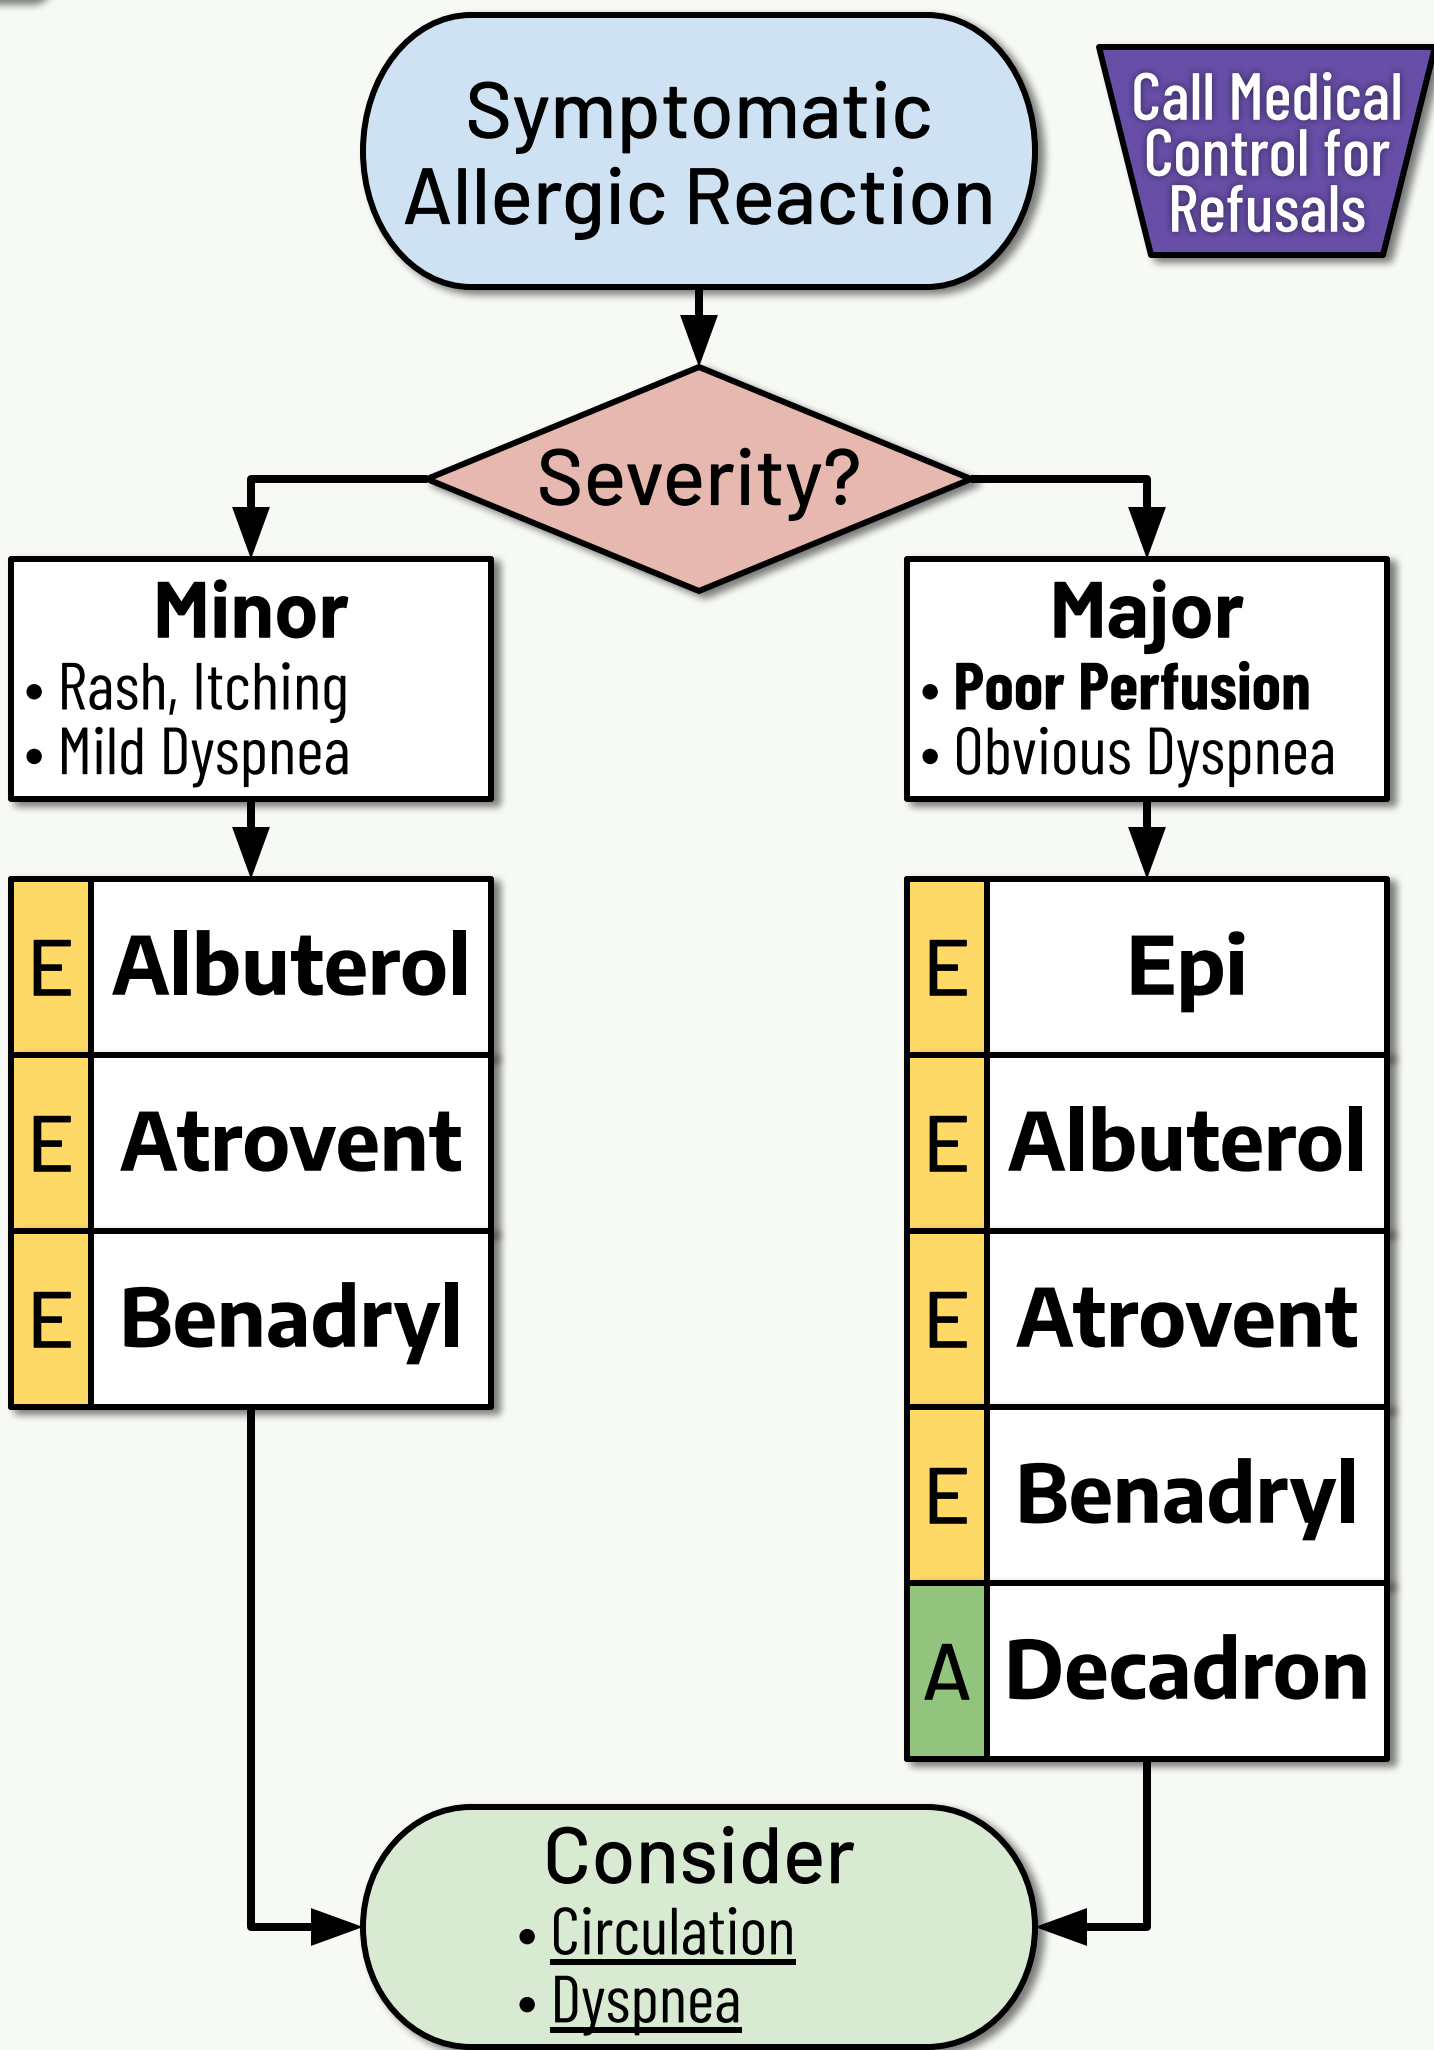 Symptomatic
Allergic Reaction
Call Medical
Control for
Refusals
Severity?
Minor
• Rash, Itching
• Mild Dyspnea
Major
• Poor Perfusion
• Obvious Dyspnea
E Albuterol
E Atrovent
E Benadryl
E Epi
E Albuterol
E Atrovent
E Benadryl
A Decadron
Consider
• Circulation
• Dyspnea